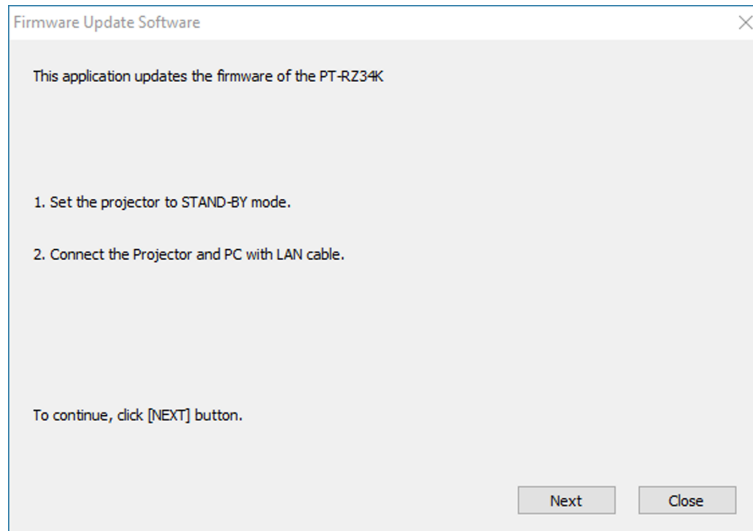 Firmware Update Software
This application updates the firmware of the PT-RZ34K
1. Set the projector to STAND-BY mode.
2. Connect the Projector and PC with LAN cable.
To continue, click [NEXT] button.
Next
Close